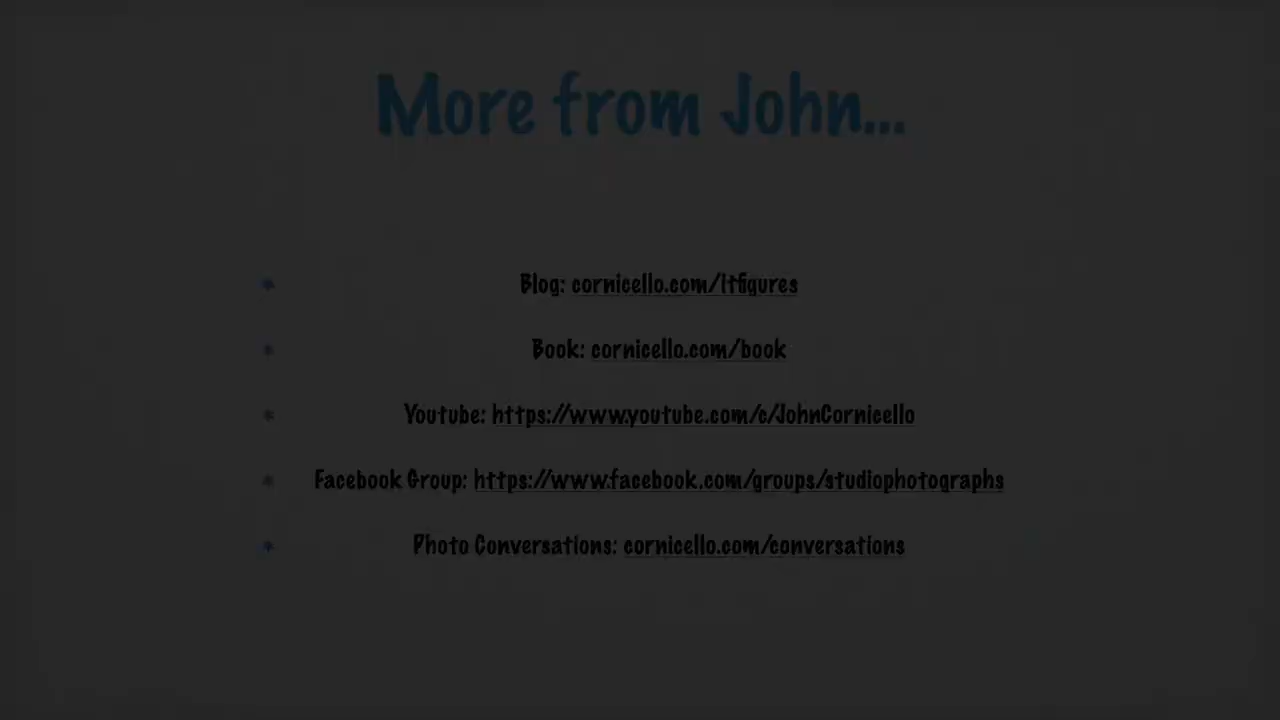 More from John...
Blog: cornicello.com/ltfigures
Book: cornicello.com/book
Youtube: https://www.youtube.com/c/JohnCornicello
Facebook Group: https://www.facebook.com/groups/studiophotographs
Photo Conversations: cornicello.com/conversations